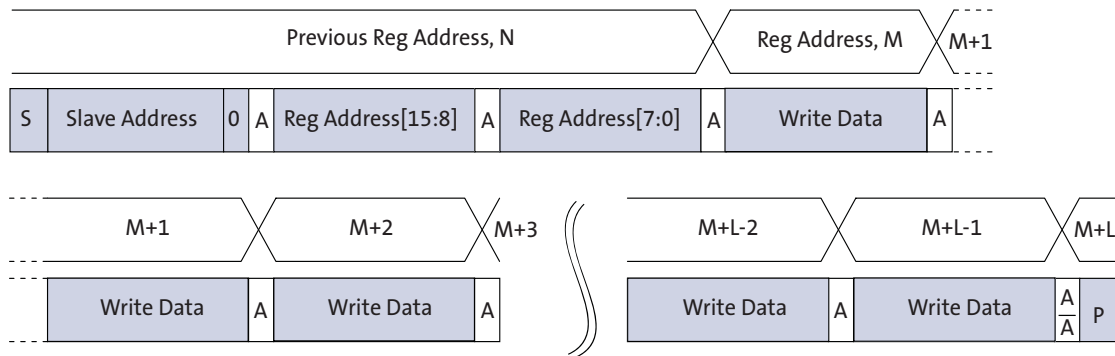 Previous Reg Address, N Reg Address, M M+1
S Slave Address 0 A Reg Address[15:8] A Reg Address[7:0] A Write Data A
M+1 M+2 M+3 M+L-2 M+L-1 M+L
Write Data A Write Data A Write Data A Write Data A/A̅ P